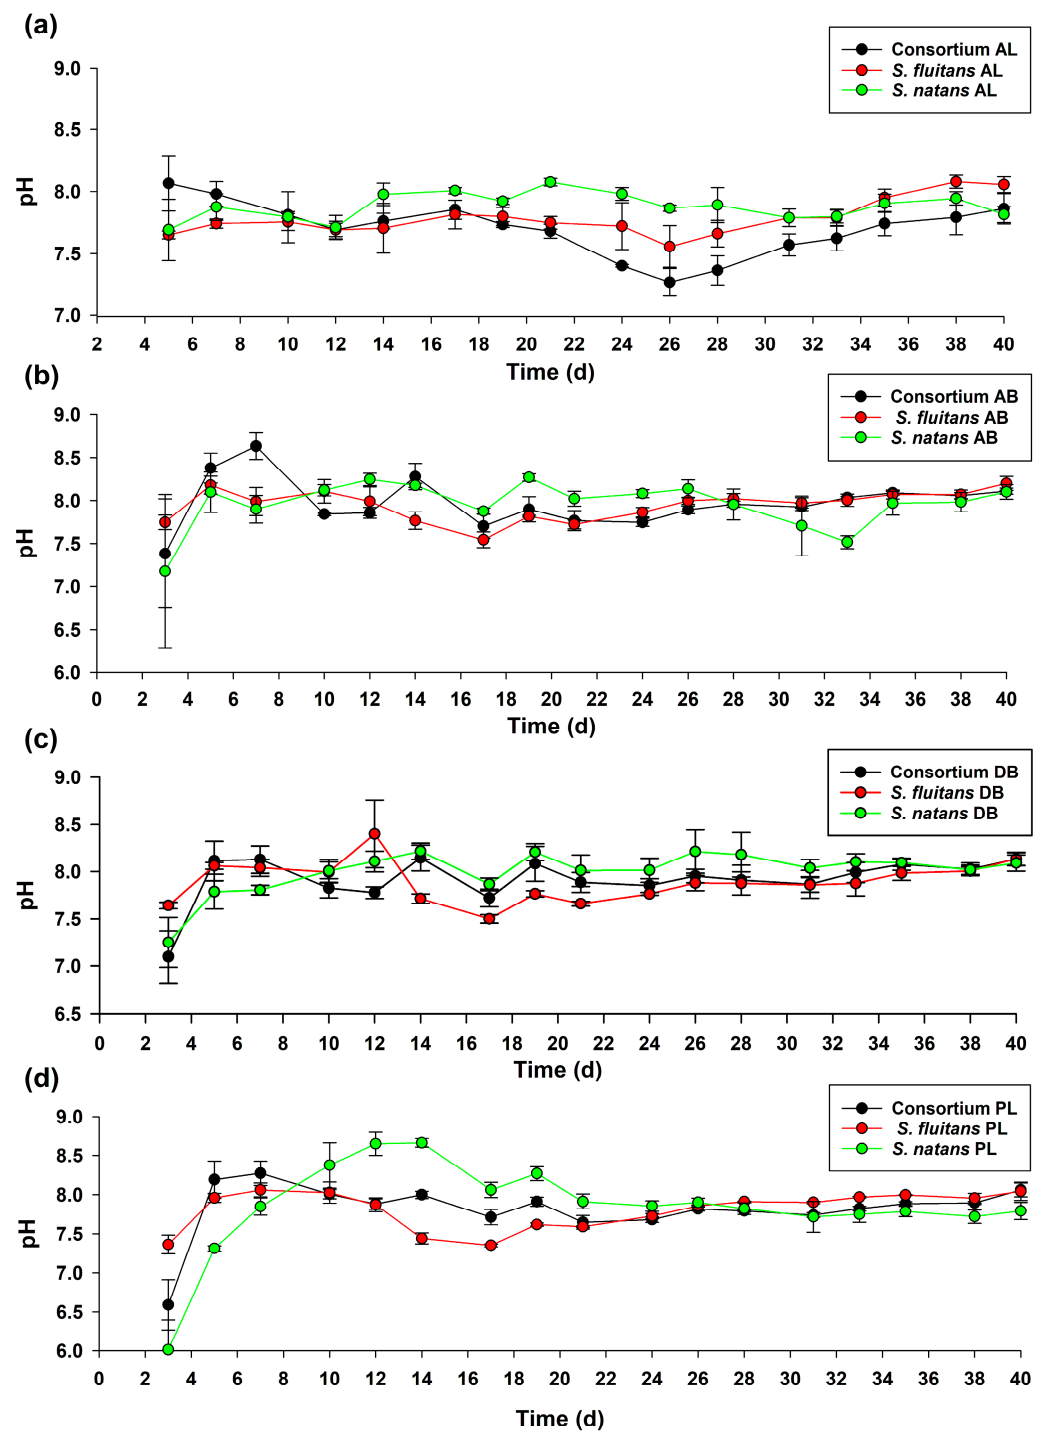 (a)
Consortium AL
S. fluitans AL
S. natans AL
9.0
8.5
8.0
7.5
7.0
pH
2 4 6 8 10 12 14 16 18 20 22 24 26 28 30 32 34 36 38 40
Time (d)
(b)
Consortium AB
S. fluitans AB
S. natans AB
9.0
8.5
8.0
7.5
7.0
6.5
6.0
pH
0 2 4 6 8 10 12 14 16 18 20 22 24 26 28 30 32 34 36 38 40
Time (d)
(c)
Consortium DB
S. fluitans DB
S. natans DB
9.0
8.5
8.0
7.5
7.0
6.5
pH
0 2 4 6 8 10 12 14 16 18 20 22 24 26 28 30 32 34 36 38 40
Time (d)
(d)
Consortium PL
S. fluitans PL
S. natans PL
9.0
8.5
8.0
7.5
7.0
6.5
6.0
pH
0 2 4 6 8 10 12 14 16 18 20 22 24 26 28 30 32 34 36 38 40
Time (d)